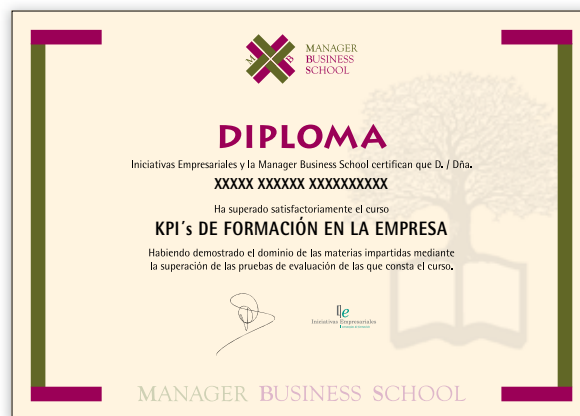 M B
MANAGER
BUSINESS
SCHOOL
DIPLOMA
Iniciativas Empresariales y la Manager Business School certifican que D. / Dña.
XXXXX XXXXXX XXXXXXXXXX
Ha superado satisfactoriamente el curso
KPI´s DE FORMACIÓN EN LA EMPRESA
Habiendo demostrado el dominio de las materias impartidas mediante
la superación de las pruebas de evaluación de las que consta el curso.
Ie
Iniciativas Empresariales
MANAGER BUSINESS SCHOOL